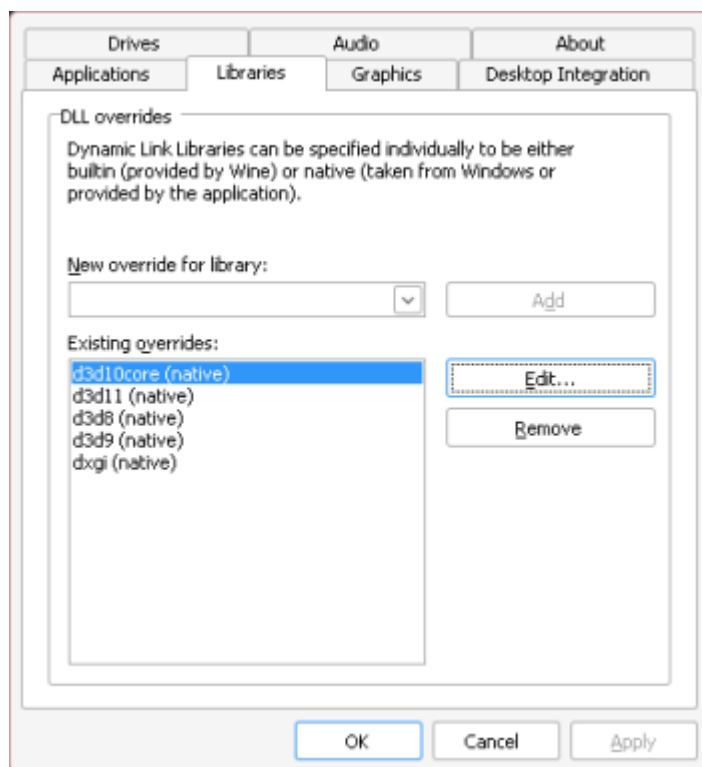 Drives
Audio
About
Applications
Libraries
Graphics
Desktop Integration
DLL overrides
Dynamic Link Libraries can be specified individually to be either
builtin (provided by Wine) or native (taken from Windows or
provided by the application).
New override for library:
Add
Existing overrides:
d3d10core (native)
d3d11 (native)
d3d8 (native)
d3d9 (native)
dxgi (native)
Edit...
Remove
OK
Cancel
Apply